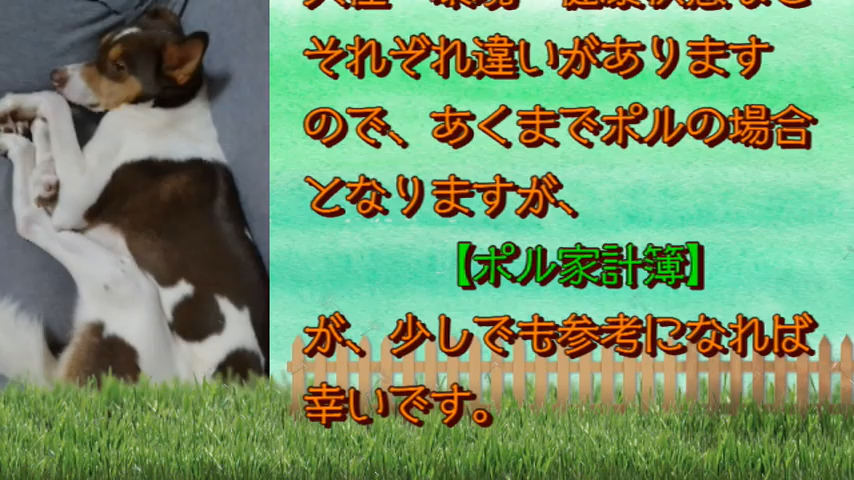 それぞれ違いがあります
ので、あくまでポルの場合
となりますが、
【ポル家計簿】
が、少しでも参考になれば
幸いです。